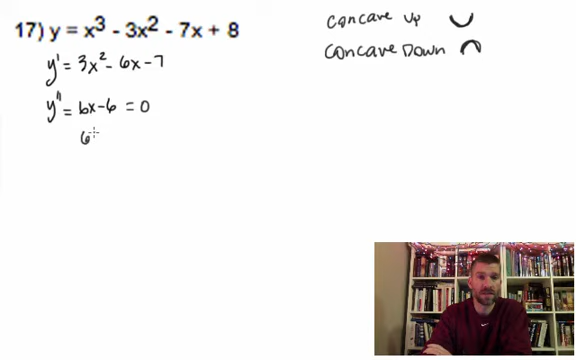 17) y = x³ - 3x² - 7x + 8
y' = 3x² - 6x - 7
y" = 6x - 6 = 0
6
concave up
concave Down